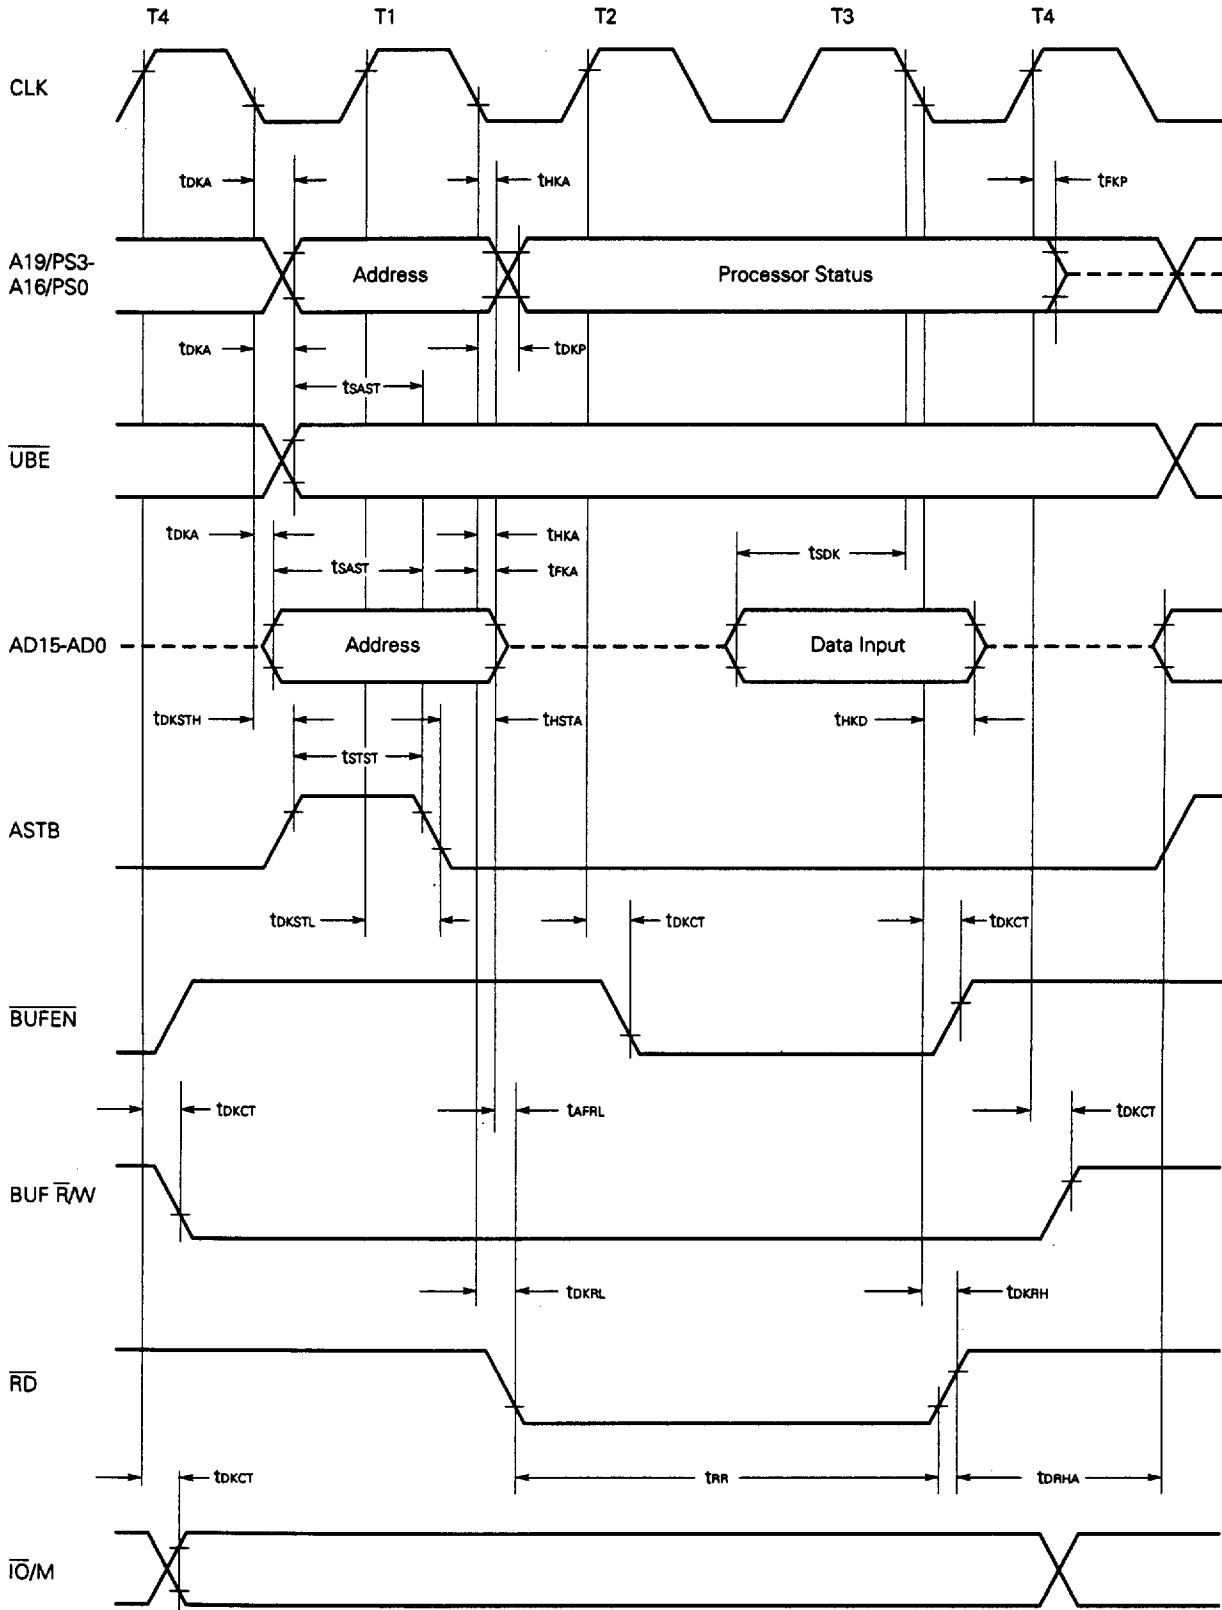 T4 T1 T2 T3 T4
CLK
tDKA tHKA tFKP
A19/PS3-
A16/PS0
Address Processor Status
tDKA tDKP
tSAST
UBE
tDKA tHKA
tSDK
tSAST tFKA
AD15-AD0 Address Data Input
tDKSTH tHSTA tHKD
tSTST
ASTB
tDKSTL tDKCT tDKCT
BUFEN
tDKCT tAFRL tDKCT
BUF R/W
tDKRL tDKRH
RD
tDKCT tRR tDRHA
IO/M